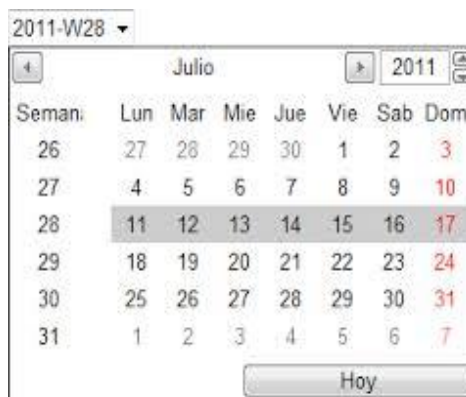 2011-W28
Julio 2011
Seman Lun Mar Mie Jue Vie Sab Dom
26 27 28 29 30 1 2 3
27 4 5 6 7 8 9 10
28 11 12 13 14 15 16 17
29 18 19 20 21 22 23 24
30 25 26 27 28 29 30 31
31 1 2 3 4 5 6 7
Hoy